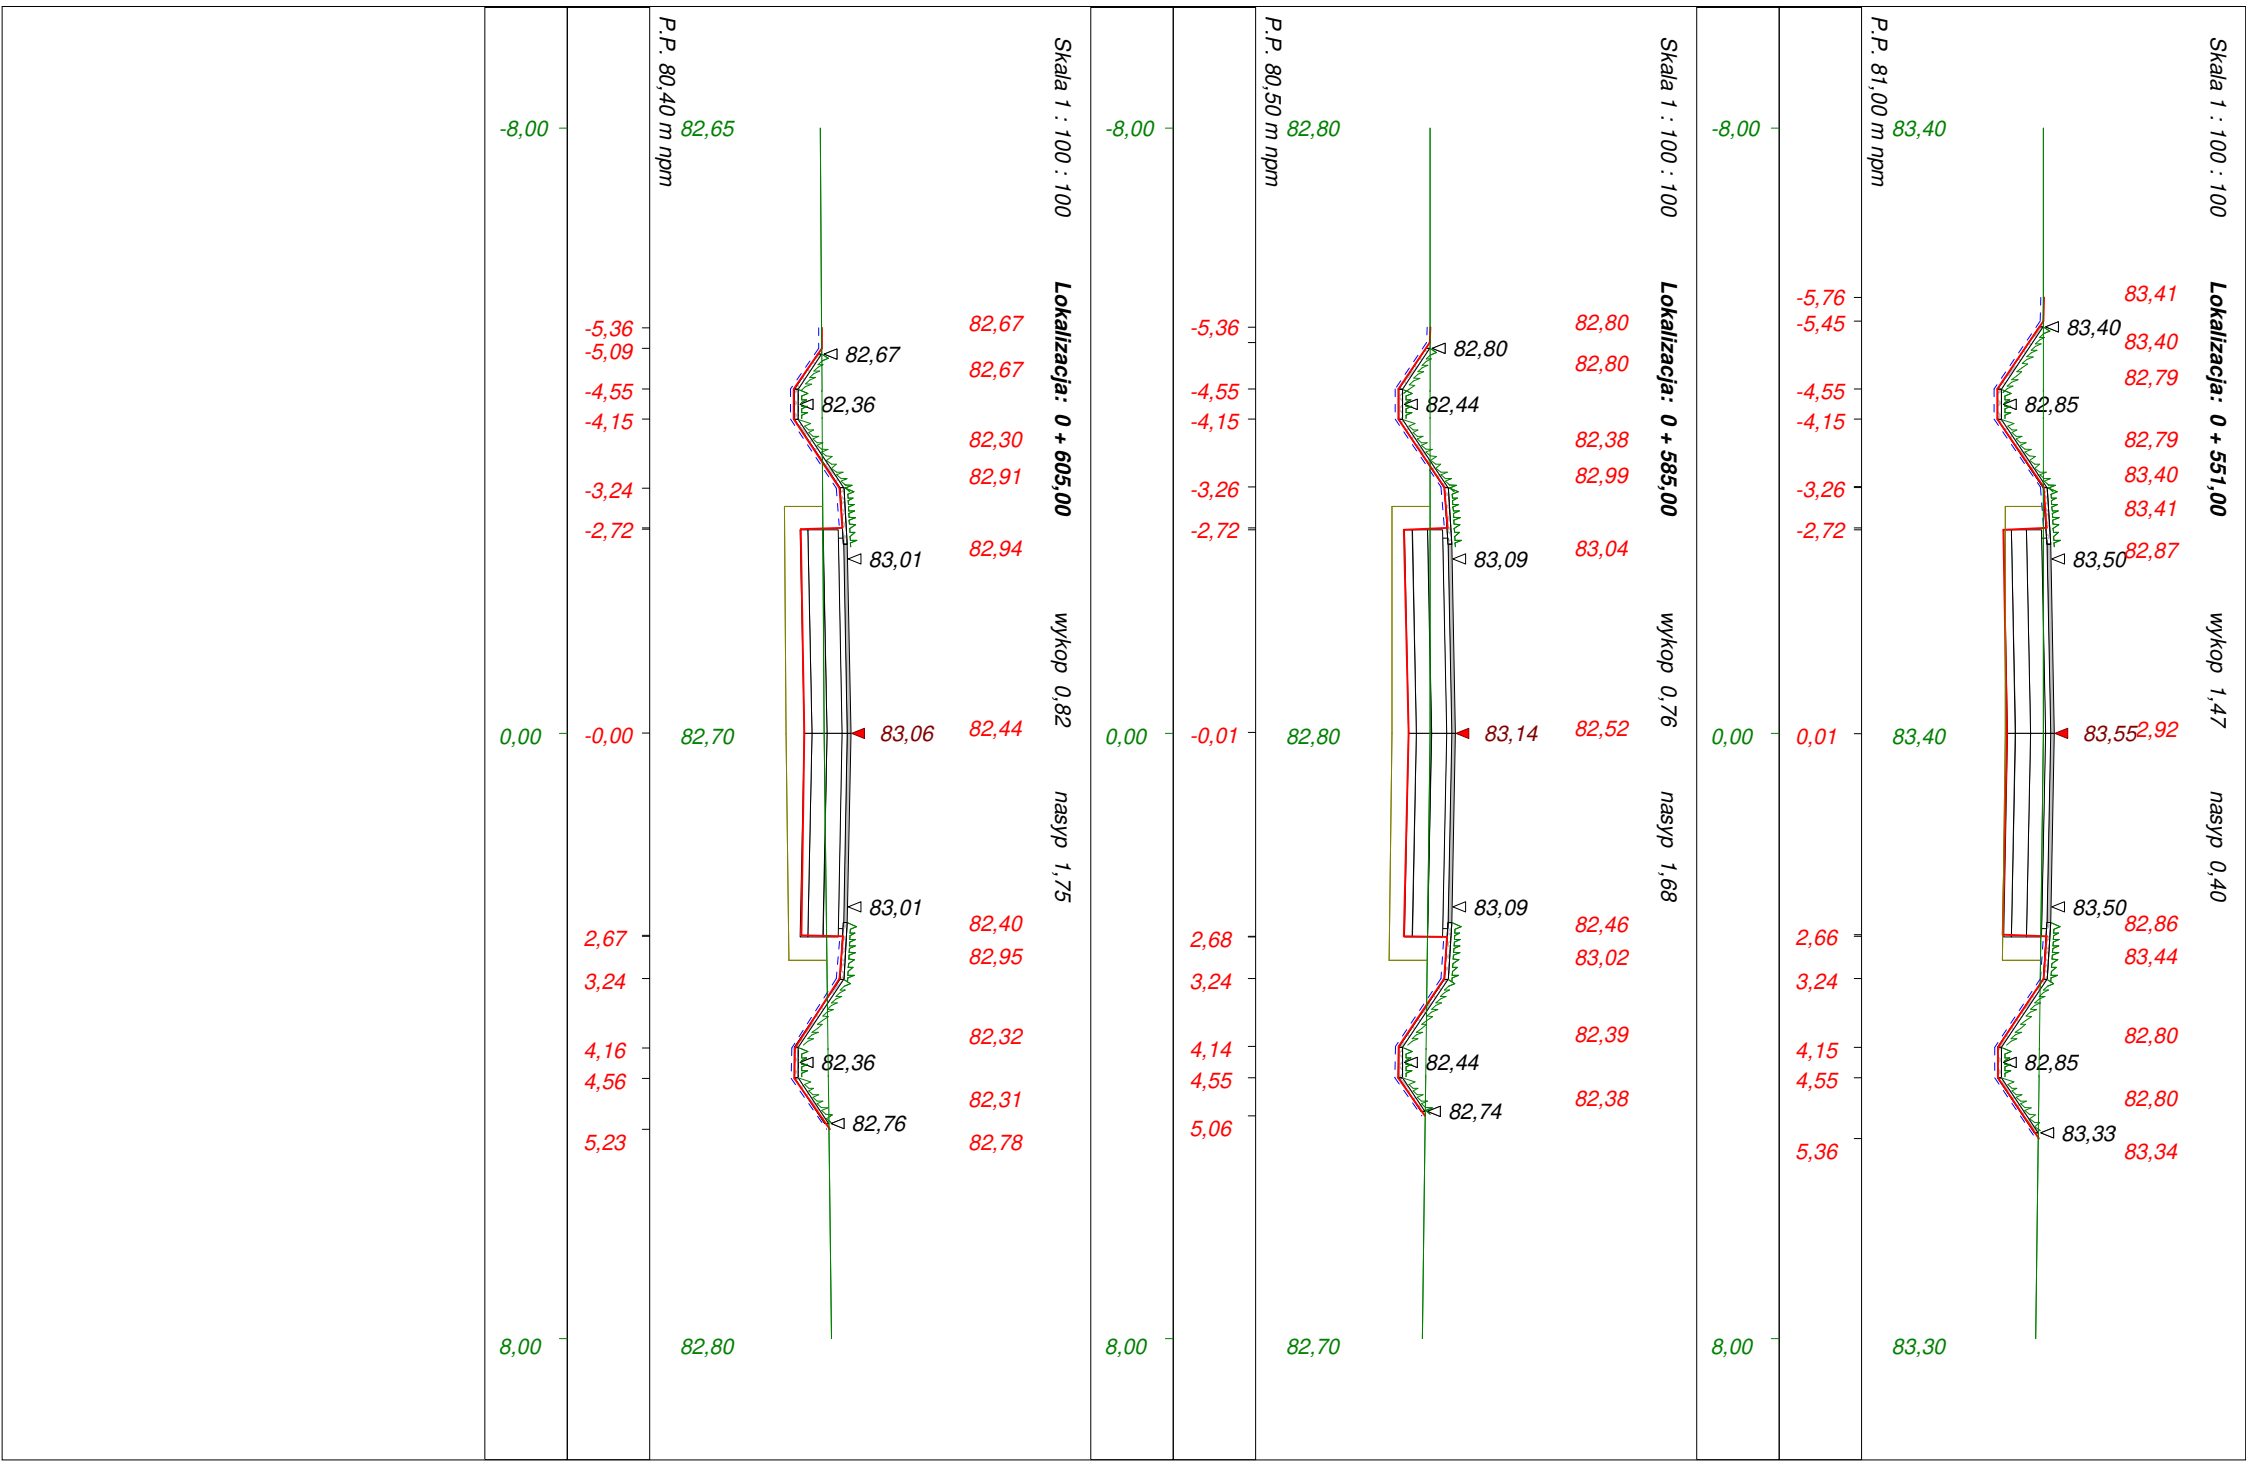 Skala 1 : 100 : 100 Lokalizacja: 0 + 551,00 wykop 1,47 nasyp 0,40
83,41 83,40 82,79 82,79 83,40 83,41 82,87 2,92 82,86 83,44 82,80 82,80 83,34
83,40 82,85 83,50 83,55 83,50 82,85 83,33
83,40 83,40 83,30
P.P. 81,00 m npm
-5,76 -5,45 -4,55 -4,15 -3,26 -2,72 0,01 2,66 3,24 4,15 4,55 5,36
-8,00 0,00 8,00
Skala 1 : 100 : 100 Lokalizacja: 0 + 585,00 wykop 0,76 nasyp 1,68
82,80 82,80 82,38 82,99 83,04 82,52 82,46 83,02 82,39 82,38
82,80 82,44 83,09 83,14 83,09 82,44 82,74
82,80 82,80 82,70
P.P. 80,50 m npm
-5,36 -4,55 -4,15 -3,26 -2,72 -0,01 2,68 3,24 4,14 4,55 5,06
-8,00 0,00 8,00
Skala 1 : 100 : 100 Lokalizacja: 0 + 605,00 wykop 0,82 nasyp 1,75
82,67 82,67 82,30 82,91 82,94 82,44 82,40 82,95 82,32 82,31 82,78
82,67 82,36 83,01 83,06 83,01 82,36 82,76
82,65 82,70 82,80
P.P. 80,40 m npm
-5,36 -5,09 -4,55 -4,15 -3,24 -2,72 -0,00 2,67 3,24 4,16 4,56 5,23
-8,00 0,00 8,00